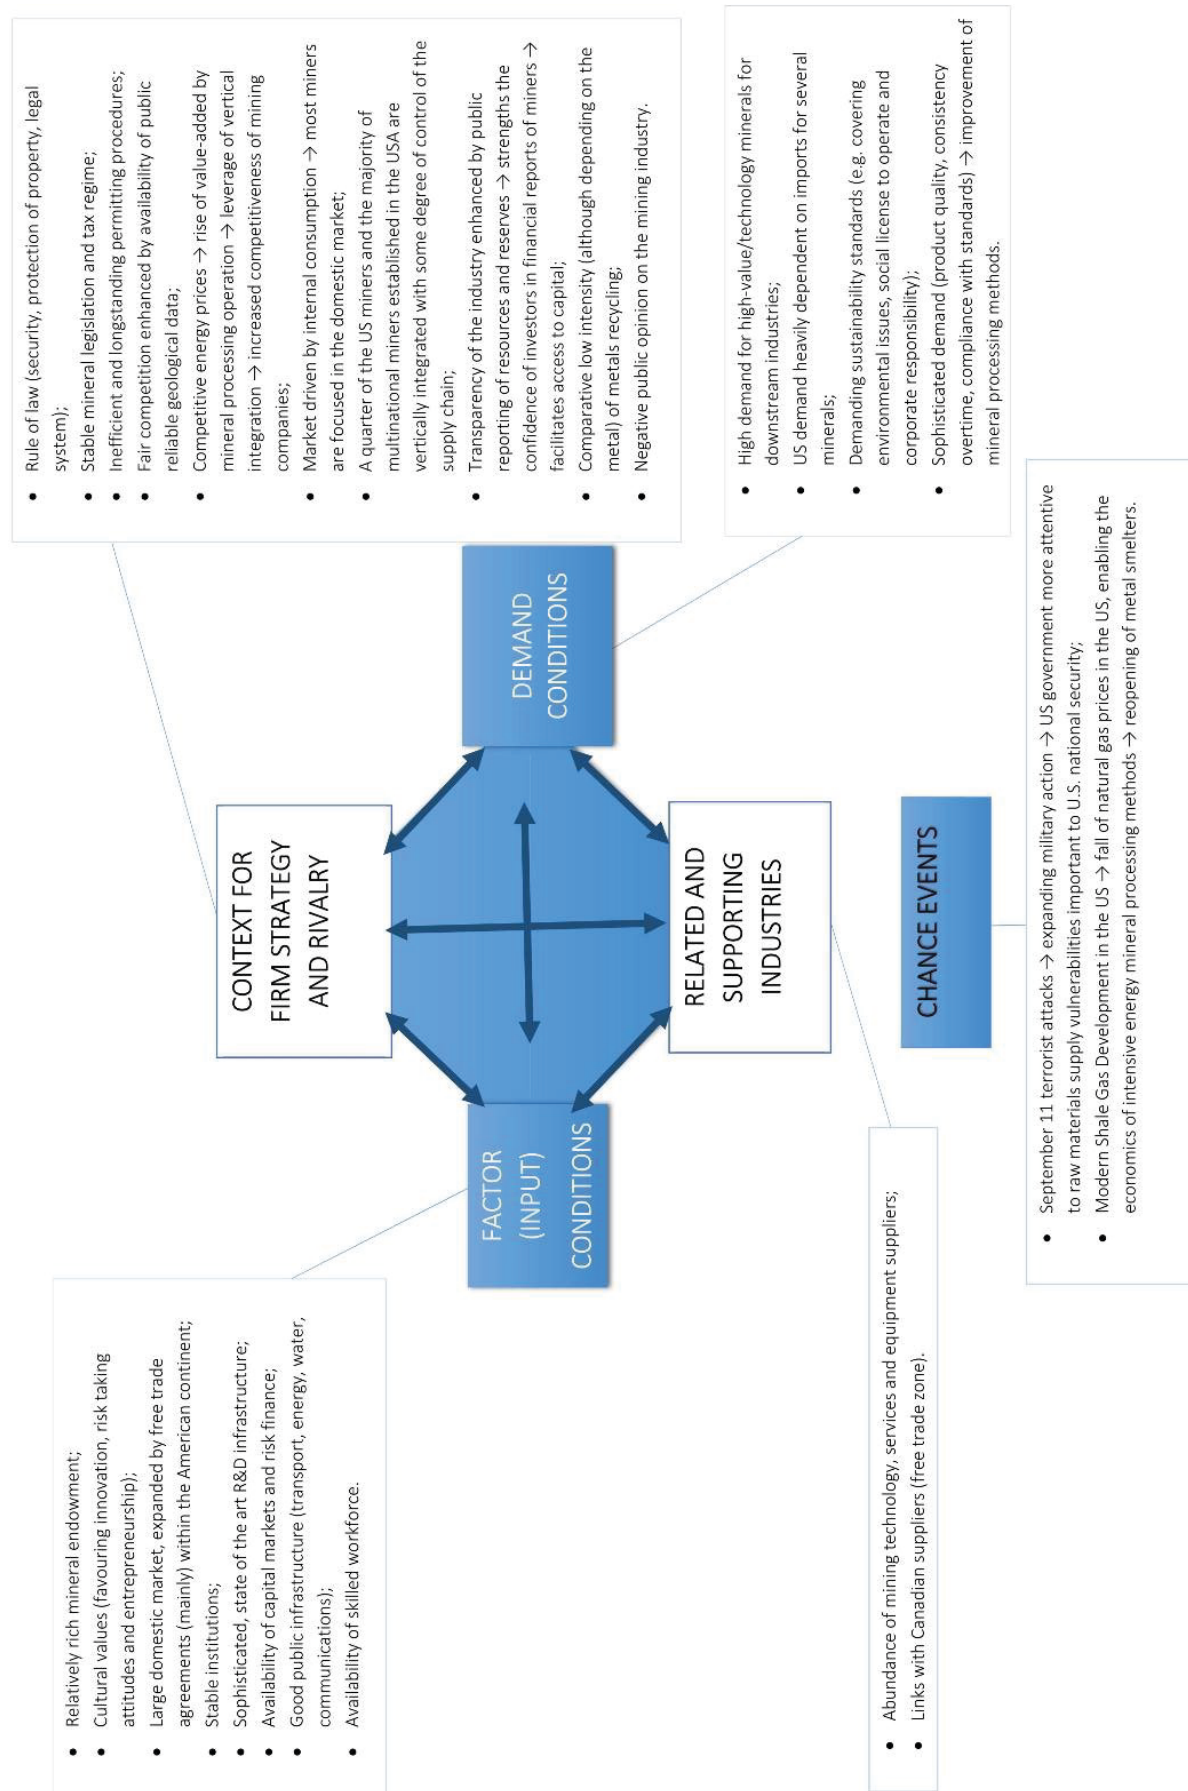 • Relatively rich mineral endowment;
• Cultural values (favouring innovation, risk taking
attitudes and entrepreneurship);
• Large domestic market, expanded by free trade
agreements (mainly) within the American continent;
• Stable institutions;
• Sophisticated, state of the art R&D infrastructure;
• Availability of capital markets and risk finance;
• Good public infrastructure (transport, energy, water,
communications);
• Availability of skilled workforce.
CONTEXT FOR
FIRM STRATEGY
AND RIVALRY
• Rule of law (security, protection of property, legal
system);
• Stable mineral legislation and tax regime;
• Inefficient and longstanding permitting procedures;
• Fair competition enhanced by availability of public
reliable geological data;
• Competitive energy prices → rise of value-added by
mineral processing operation → leverage of vertical
integration → increased competitiveness of mining
companies;
• Market driven by internal consumption → most miners
are focused in the domestic market;
• A quarter of the US miners and the majority of
multinational miners established in the USA are
vertically integrated with some degree of control of the
supply chain;
• Transparency of the industry enhanced by public
reporting of resources and reserves → strengths the
confidence of investors in financial reports of miners →
facilitates access to capital;
• Comparative low intensity (although depending on the
metal) of metals recycling;
• Negative public opinion on the mining industry.
FACTOR
(INPUT)
CONDITIONS
DEMAND
CONDITIONS
RELATED AND
SUPPORTING
INDUSTRIES
• High demand for high-value/technology minerals for
downstream industries;
• US demand heavily dependent on imports for several
minerals;
• Demanding sustainability standards (e.g. covering
environmental issues, social license to operate and
corporate responsibility);
• Sophisticated demand (product quality, consistency
overtime, compliance with standards) → improvement of
mineral processing methods.
• Abundance of mining technology, services and equipment suppliers;
• Links with Canadian suppliers (free trade zone).
CHANCE EVENTS
• September 11 terrorist attacks → expanding military action → US government more attentive
to raw materials supply vulnerabilities important to U.S. national security;
• Modern Shale Gas Development in the US → fall of natural gas prices in the US, enabling the
economics of intensive energy mineral processing methods → reopening of metal smelters.